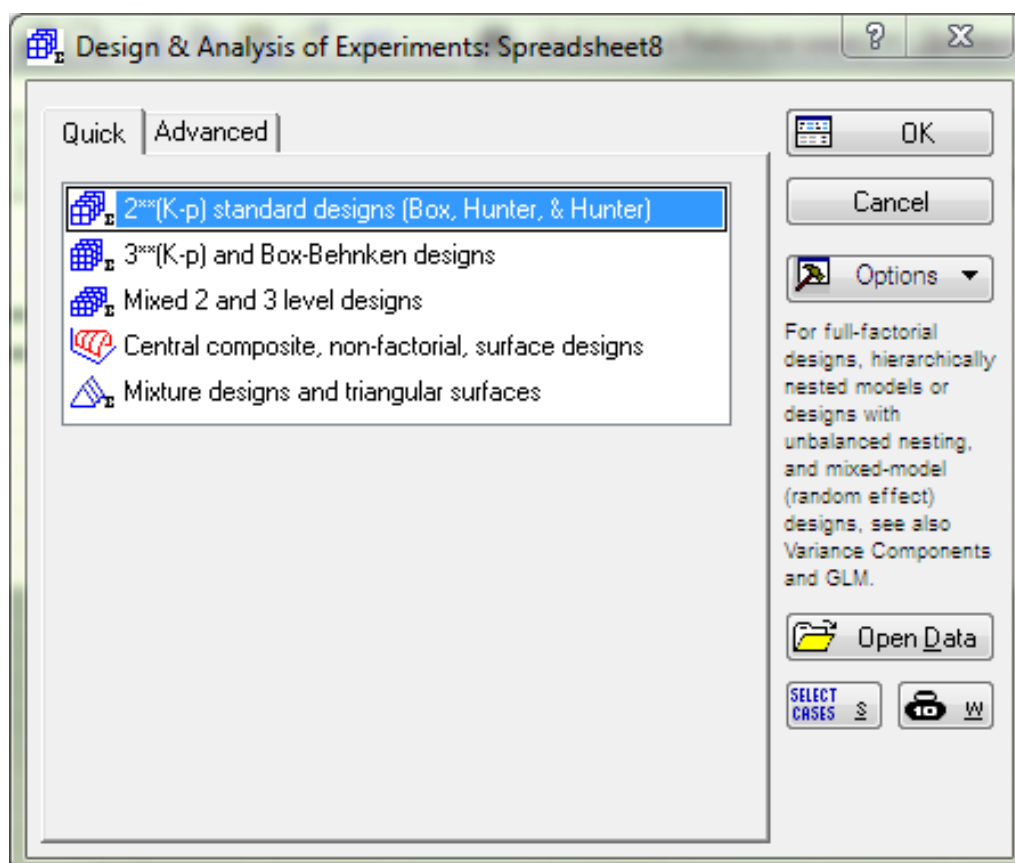 Design & Analysis of Experiments: Spreadsheet8
Quick
Advanced
2**(K-p) standard designs (Box, Hunter, & Hunter)
3**(K-p) and Box-Behnken designs
Mixed 2 and 3 level designs
Central composite, non-factorial, surface designs
Mixture designs and triangular surfaces
OK
Cancel
Options
For full-factorial
designs, hierarchically
nested models or
designs with
unbalanced nesting,
and mixed-model
(random effect)
designs, see also
Variance Components
and GLM.
Open Data
SELECT
CASES S
10 W